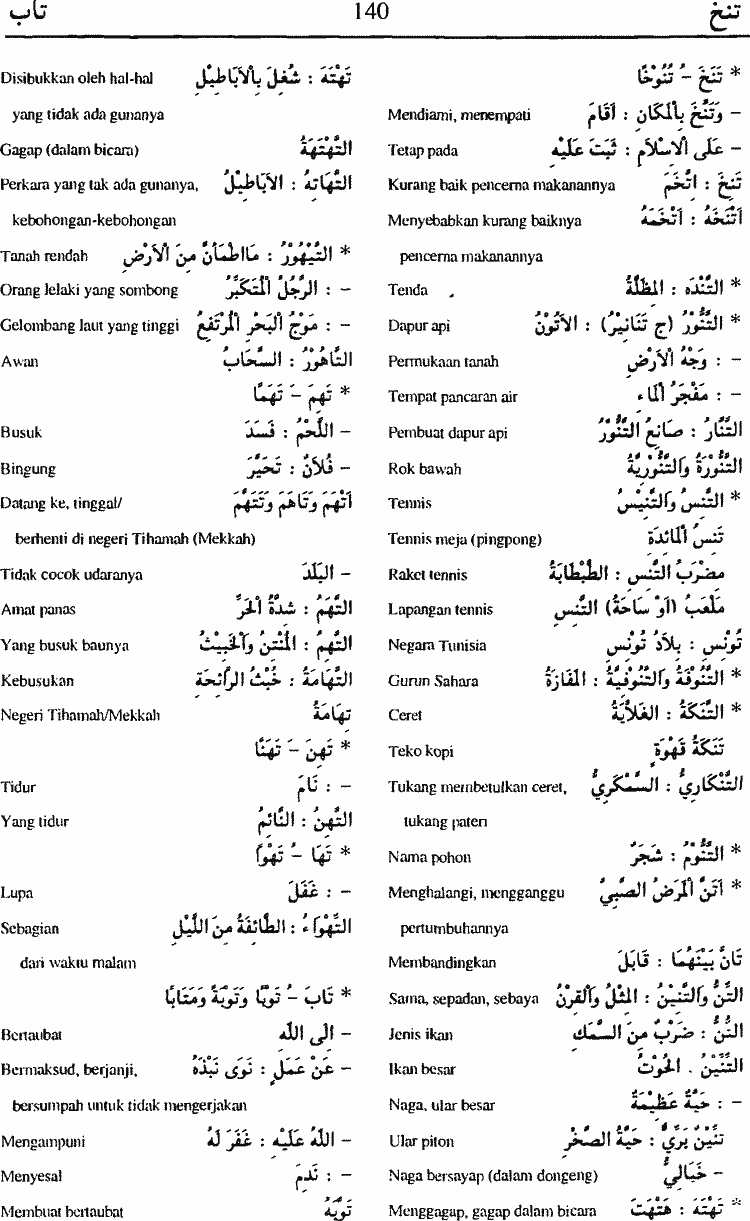 تنخ 140 تاب
* تَنَخَ - تُنُوْخًا
- وَتَنَّخَ بِالْمَكَانِ : اَقَامَ Mendiami, menempati
- عَلَى الْاِسْلَامِ : ثَبَتَ عَلَيْهِ Tetap pada
تَنِخَ : اتَّخَمَ Kurang baik pencerna makanannya
اَتْنَخَهُ : اَتْخَمَهُ Menyebabkan kurang baiknya
pencerna makanannya
* التَّنْدَه : المِظَلَّةُ Tenda
* التَّنُّوْرُ (ج تَنَانِيْرُ) : الاَتُوْنُ Dapur api
- : وَجْهُ الْاَرْضِ Permukaan tanah
- : مَفْجَرُ الْمَاء Tempat pancaran air
التَّنَّارُ : صَانِعُ التَّنُّوْرُ Pembuat dapur api
التَّنُّوْرَةُ وَالتَّنُّوْرِيَّةُ Rok bawah
* التَّنِسُ وَالتِّنِيْسُ Tennis
تَنِسُ الْمَائِدَةِ Tennis meja (pingpong)
مِضْرَبُ التَّنِس : الطَّبْطَابَةُ Raket tennis
مَلْعَبُ (اَوْ سَاحَةُ) التَّنِس Lapangan tennis
تُوْنِس : بِلاَدُ تُوْنِس Negara Tunisia
* التَّنُوْفَةُ وَالتَّنُوْفِيَّةُ : المَفَازَةُ Gurun Sahara
* التَّنَكَةُ : الغَلاَّيَةُ Ceret
تَنَكَةُ قَهْوَةٍ Teko kopi
التَّنْكَارِيُّ : السَّمْكَرِيُّ Tukang membetulkan ceret,
tukang pateri
* التَّنُّوْمُ : شَجَرٌ Nama pohon
* اَتَنَّ الْمَرَضُ الصَّبِيَّ Menghalangi, mengganggu
pertumbuhannya
تَانَّ بَيْنَهُمَا : قَابَلَ Membandingkan
التِّنُّ وَالتِّنِيْنُ : المِثْلُ وَالْقِرْنُ Sama, sepadan, sebaya
التُّنُّ : ضَرْبٌ مِنَ السَّمَكِ Jenis ikan
التِّنِّيْنُ . الحُوْتُ Ikan besar
- : حَيَّةٌ عَظِيْمَةٌ Naga, ular besar
تِنِّيْنٌ بَرِّيٌّ : حَيَّةُ الصَّخْرِ Ular piton
- خَيَالِيٌّ Naga bersayap (dalam dongeng)
* تَهْتَهَ : هَتْهَتَ Menggagap, gagap dalam bicara
تَهْتَهَ : شُغِلَ بِالْاَبَاطِيْلِ Disibukkan oleh hal-hal
yang tidak ada gunanya
التَّهْتَهَةُ Gagap (dalam bicara)
التَّهَاتِهُ : الاَبَاطِيْلُ Perkara yang tak ada gunanya,
kebohongan-kebohongan
* التَّيْهُوْرُ : مَااطْمَأَنَّ مِنَ الْاَرْضِ Tanah rendah
- : الرَّجُلُ الْمُتَكَبِّرُ Orang lelaki yang sombong
- : مَوْجُ البَحْرِ الْمُرْتَفِعُ Gelombang laut yang tinggi
التَّاهُوْرُ : السَّحَابُ Awan
* تَهِمَ - تَهَمًا
- اللَّحْمُ : فَسَدَ Busuk
- فُلاَنٌ : تَحَيَّرَ Bingung
اَتْهَمَ وَتَاهَمَ وَتَتَهَّمَ Datang ke, tinggal/
berhenti di negeri Tihamah (Mekkah)
- البَلَدَ Tidak cocok udaranya
التَّهَمُ : شِدَّةُ الْحَرِّ Amat panas
التَّهِمُ : الْمُنْتِنُ وَالْخَبِيْثُ Yang busuk baunya
التَّهَامَةُ : خُبْثُ الرَّائِحَةِ Kebusukan
تِهَامَةُ Negeri Tihamah/Mekkah
* تَهِنَ - تَهَنًا
- : نَامَ Tidur
التَّهِنُ : النَّائِمُ Yang tidur
* تَهَا - تَهْوًا
- : غَفَلَ Lupa
التِّهْوَاءُ : الطَّائِفَةُ مِنَ اللَّيْلِ Sebagian
dari waktu malam
* تَابَ - تَوْبًا وَتَوْبَةً وَمَتَابًا
- اِلَى اللّٰهِ Bertaubat
- عَنْ عَمَلٍ : نَوَى نَبْذَهُ Bermaksud, berjanji,
bersumpah untuk tidak mengerjakan
- اللّٰهُ عَلَيْهِ : غَفَرَ لَهُ Mengampuni
- : نَدِمَ Menyesal
تَوَّبَهُ Membuat bertaubat